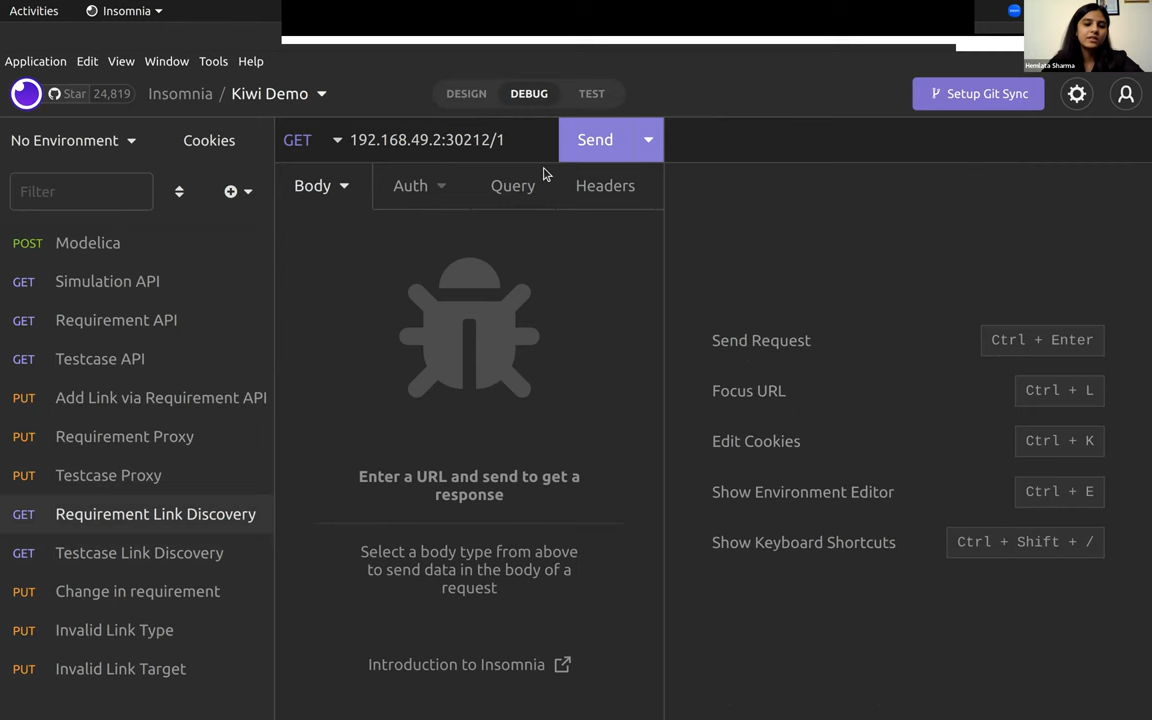 Activities
Insomnia
Hemlata Sharma
Application Edit View Window Tools Help
Star 24,819
Insomnia / Kiwi Demo
DESIGN DEBUG TEST
Setup Git Sync
No Environment
Cookies
GET 192.168.49.2:30212/1
Send
Filter
Body Auth Query Headers
POST Modelica
GET Simulation API
GET Requirement API
GET Testcase API
PUT Add Link via Requirement API
PUT Requirement Proxy
PUT Testcase Proxy
GET Requirement Link Discovery
GET Testcase Link Discovery
PUT Change in requirement
PUT Invalid Link Type
PUT Invalid Link Target
Enter a URL and send to get a
response
Select a body type from above
to send data in the body of a
request
Introduction to Insomnia
Send Request Ctrl + Enter
Focus URL Ctrl + L
Edit Cookies Ctrl + K
Show Environment Editor Ctrl + E
Show Keyboard Shortcuts Ctrl + Shift + /